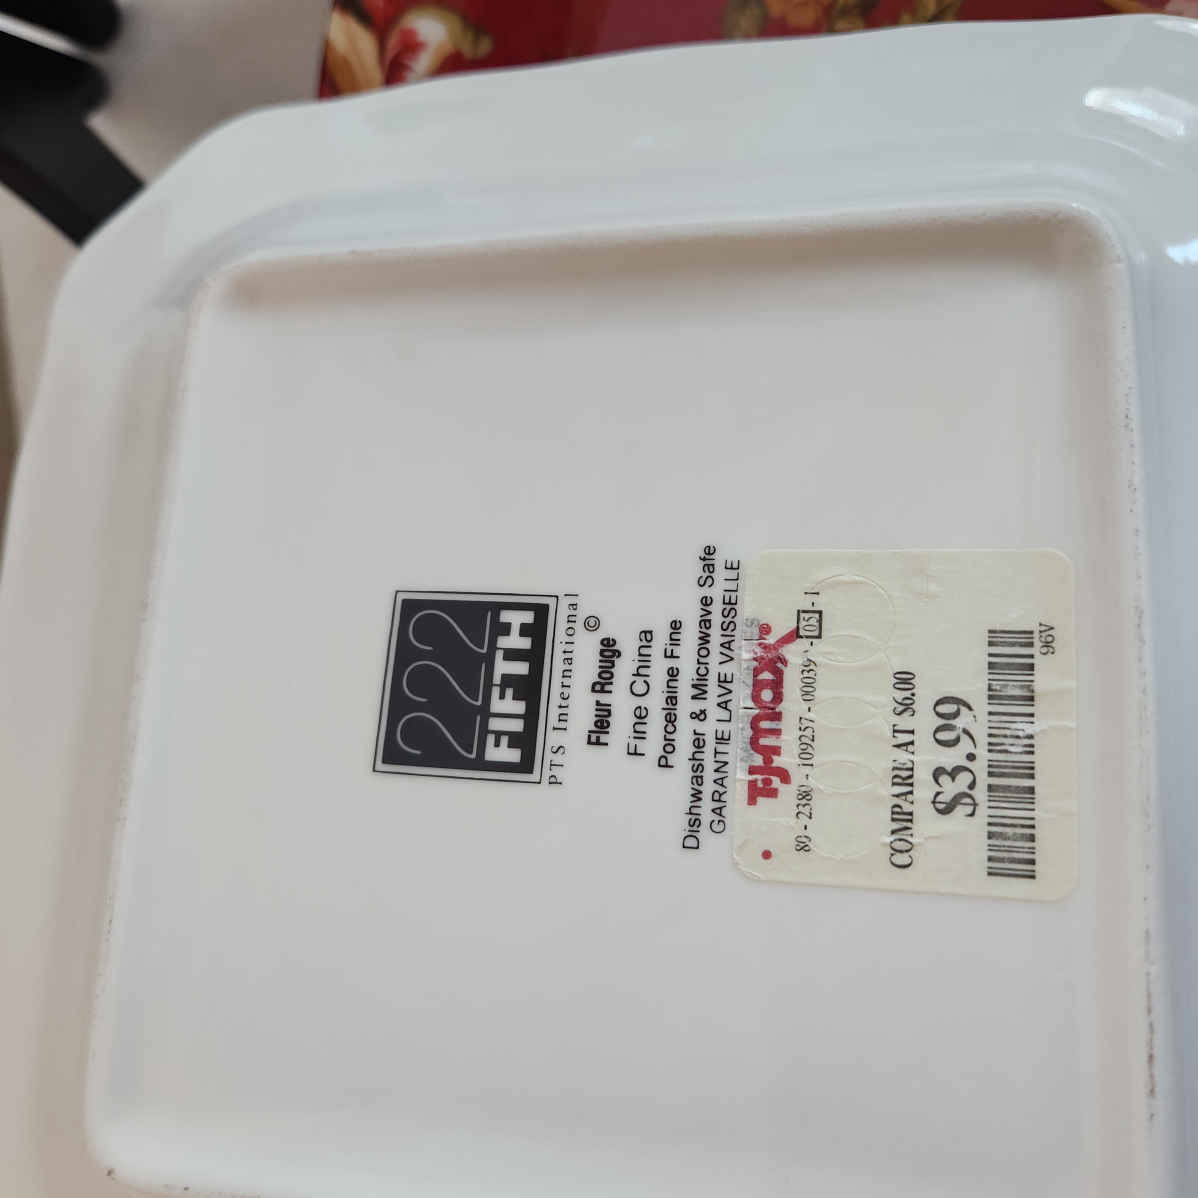 222
FIFTH
PTS International
Fleur Rouge ©
Fine China
Porcelaine Fine
Dishwasher & Microwave Safe
GARANTIE LAVE VAISSELLE
T·J·maxx®
80 - 2380 - 109257 - 00039 - 05 - 1
COMPARE AT $6.00
$3.99
96V